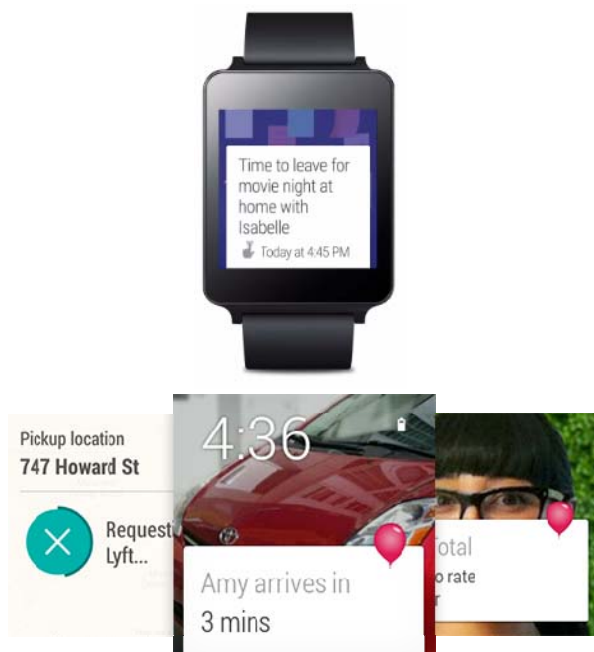 Time to leave for
movie night at
home with
Isabelle
Today at 4:45 PM
Pickup location
747 Howard St
Request
Lyft...
4:36
Amy arrives in
3 mins
otal
o rate
r